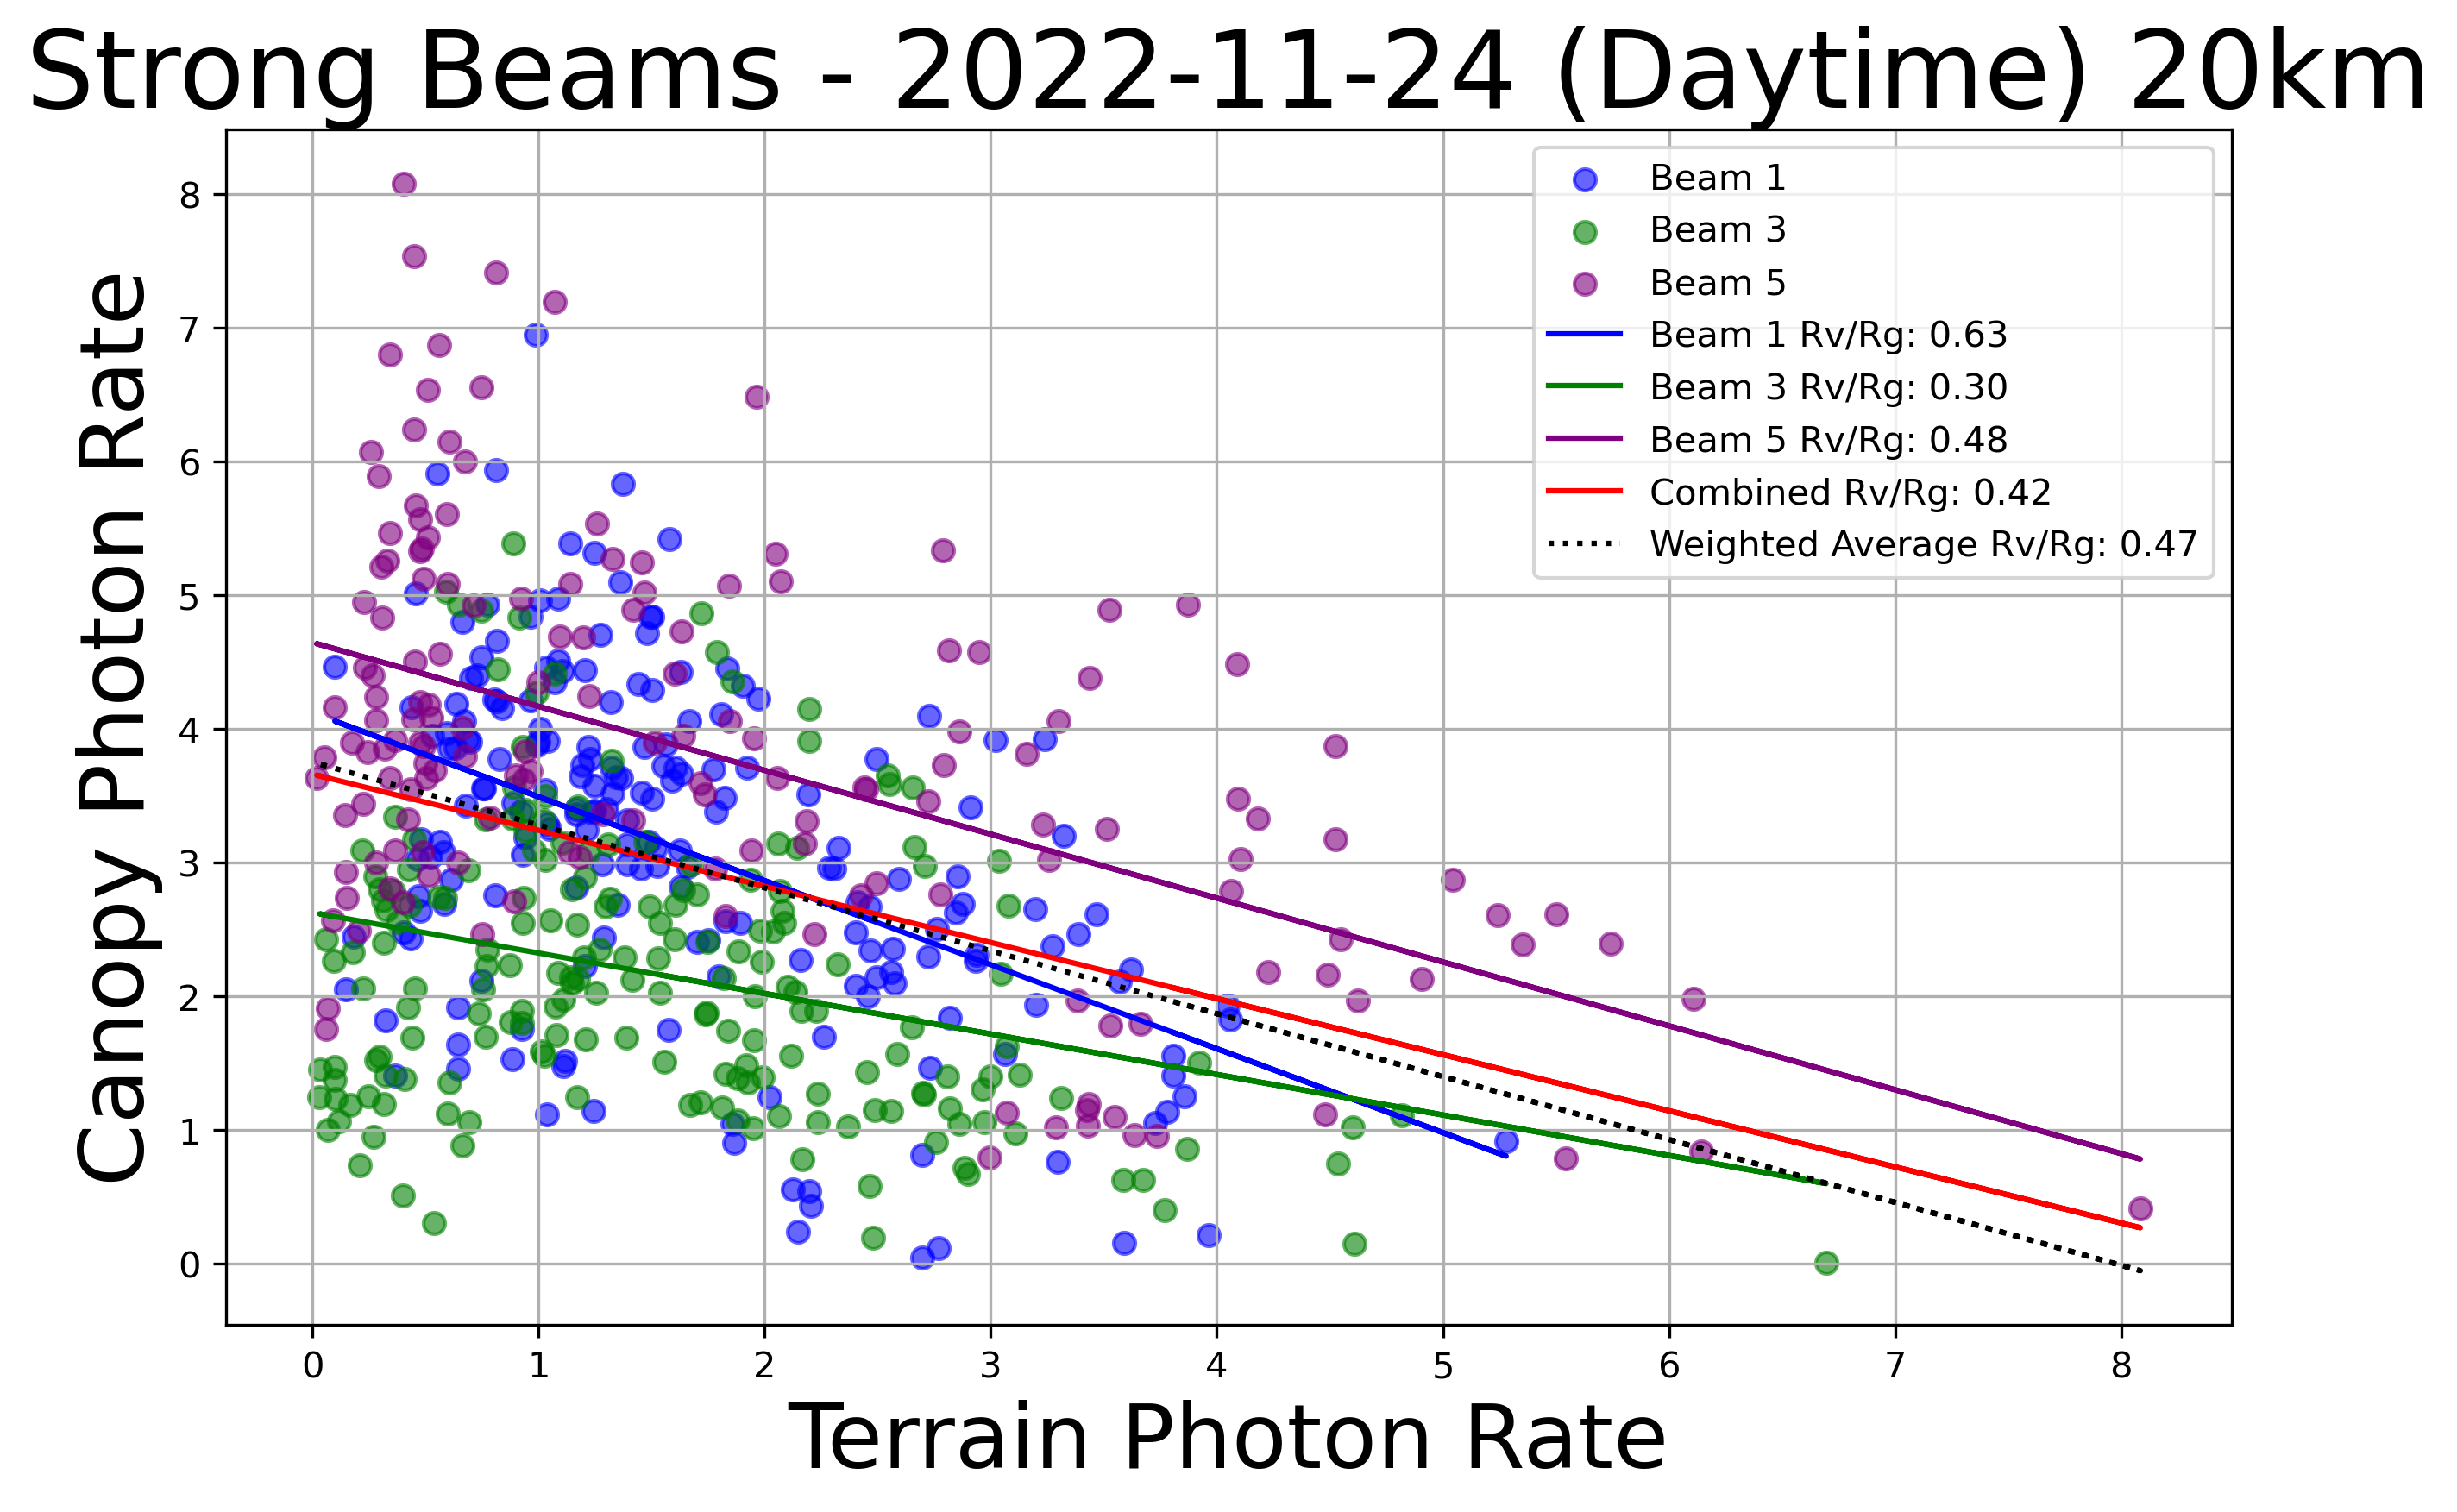 Strong Beams - 2022-11-24 (Daytime) 20km
Canopy Photon Rate
8
7
6
5
4
3
2
1
0
Beam 1
Beam 3
Beam 5
Beam 1 Rv/Rg: 0.63
Beam 3 Rv/Rg: 0.30
Beam 5 Rv/Rg: 0.48
Combined Rv/Rg: 0.42
Weighted Average Rv/Rg: 0.47
0 1 2 3 4 5 6 7 8
Terrain Photon Rate